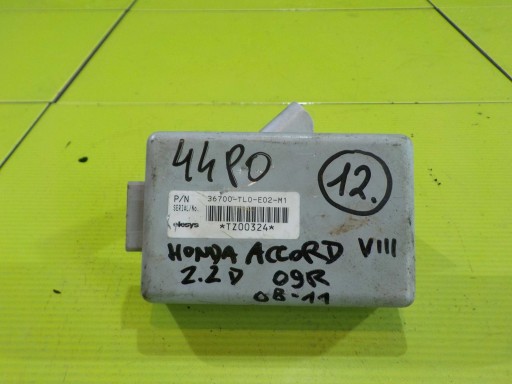 44PO
12.
P/N 36700-TL0-E02-M1
SERIAL/No.
elesys *TZ00324*
HONDA ACCORD VIII
2.2D 09R
08-11